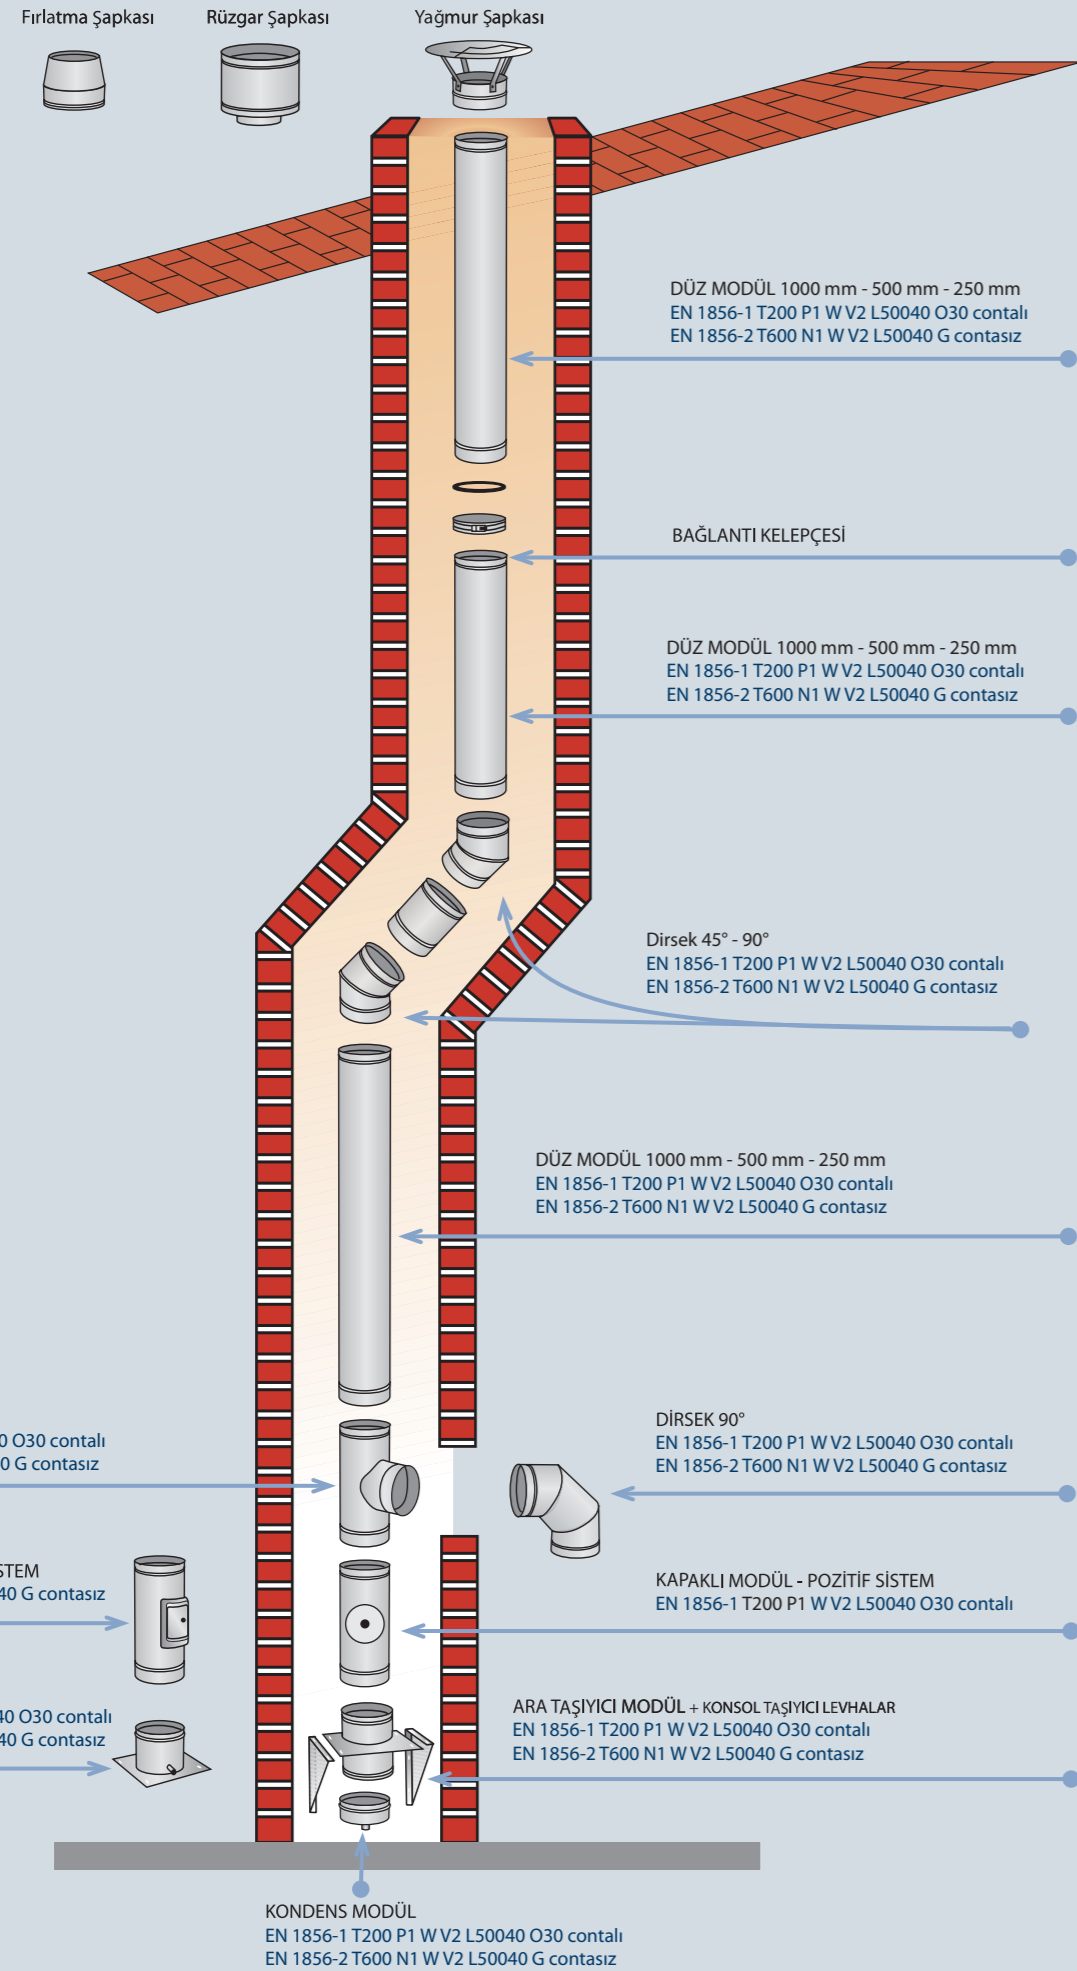 Fırlatma Şapkası
Rüzgar Şapkası
Yağmur Şapkası
DÜZ MODÜL 1000 mm - 500 mm - 250 mm
EN 1856-1 T200 P1 W V2 L50040 O30 contalı
EN 1856-2 T600 N1 W V2 L50040 G contasız
BAĞLANTI KELEPÇESİ
DÜZ MODÜL 1000 mm - 500 mm - 250 mm
EN 1856-1 T200 P1 W V2 L50040 O30 contalı
EN 1856-2 T600 N1 W V2 L50040 G contasız
Dirsek 45° - 90°
EN 1856-1 T200 P1 W V2 L50040 O30 contalı
EN 1856-2 T600 N1 W V2 L50040 G contasız
DÜZ MODÜL 1000 mm - 500 mm - 250 mm
EN 1856-1 T200 P1 W V2 L50040 O30 contalı
EN 1856-2 T600 N1 W V2 L50040 G contasız
0 O30 contalı
0 G contasız
DİRSEK 90°
EN 1856-1 T200 P1 W V2 L50040 O30 contalı
EN 1856-2 T600 N1 W V2 L50040 G contasız
STEM
40 G contasız
KAPAKLI MODÜL - POZİTİF SİSTEM
EN 1856-1 T200 P1 W V2 L50040 O30 contalı
40 O30 contalı
40 G contasız
ARA TAŞIYICI MODÜL + KONSOL TAŞIYICI LEVHALAR
EN 1856-1 T200 P1 W V2 L50040 O30 contalı
EN 1856-2 T600 N1 W V2 L50040 G contasız
KONDENS MODÜL
EN 1856-1 T200 P1 W V2 L50040 O30 contalı
EN 1856-2 T600 N1 W V2 L50040 G contasız